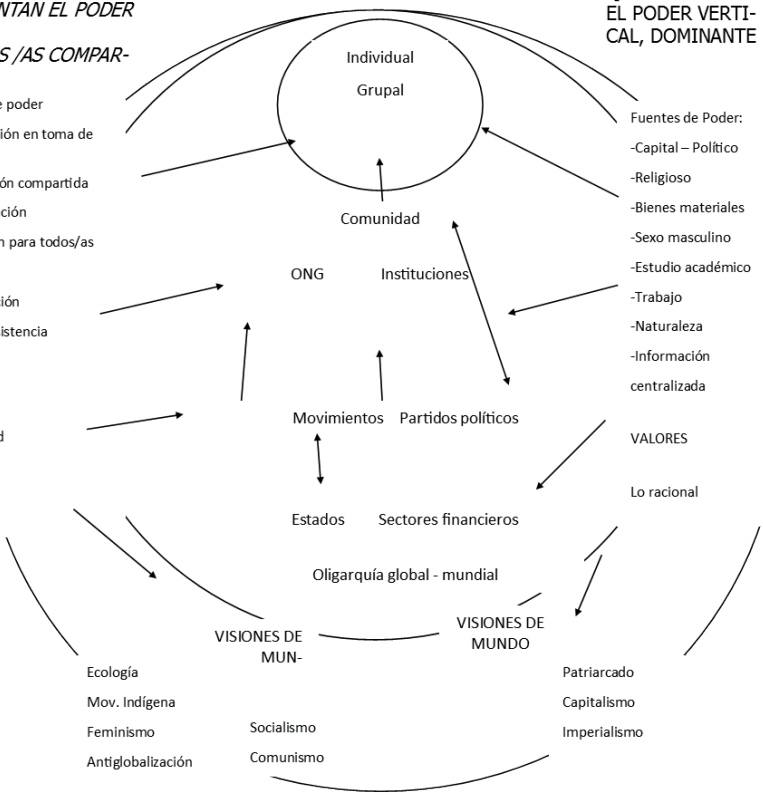 NTAN EL PODER
S /AS COMPAR-
EL PODER VERTI-
CAL, DOMINANTE
Individual
Grupal
e poder
ión en toma de
ón compartida
ción
n para todos/as
ción
istencia
d
Fuentes de Poder:
-Capital – Político
-Religioso
-Bienes materiales
-Sexo masculino
-Estudio académico
-Trabajo
-Naturaleza
-Información
centralizada
VALORES
Lo racional
Comunidad
ONG Instituciones
Movimientos Partidos políticos
Estados Sectores financieros
Oligarquía global - mundial
VISIONES DE
MUN-
VISIONES DE
MUNDO
Ecología
Mov. Indígena
Feminismo
Antiglobalización
Socialismo
Comunismo
Patriarcado
Capitalismo
Imperialismo